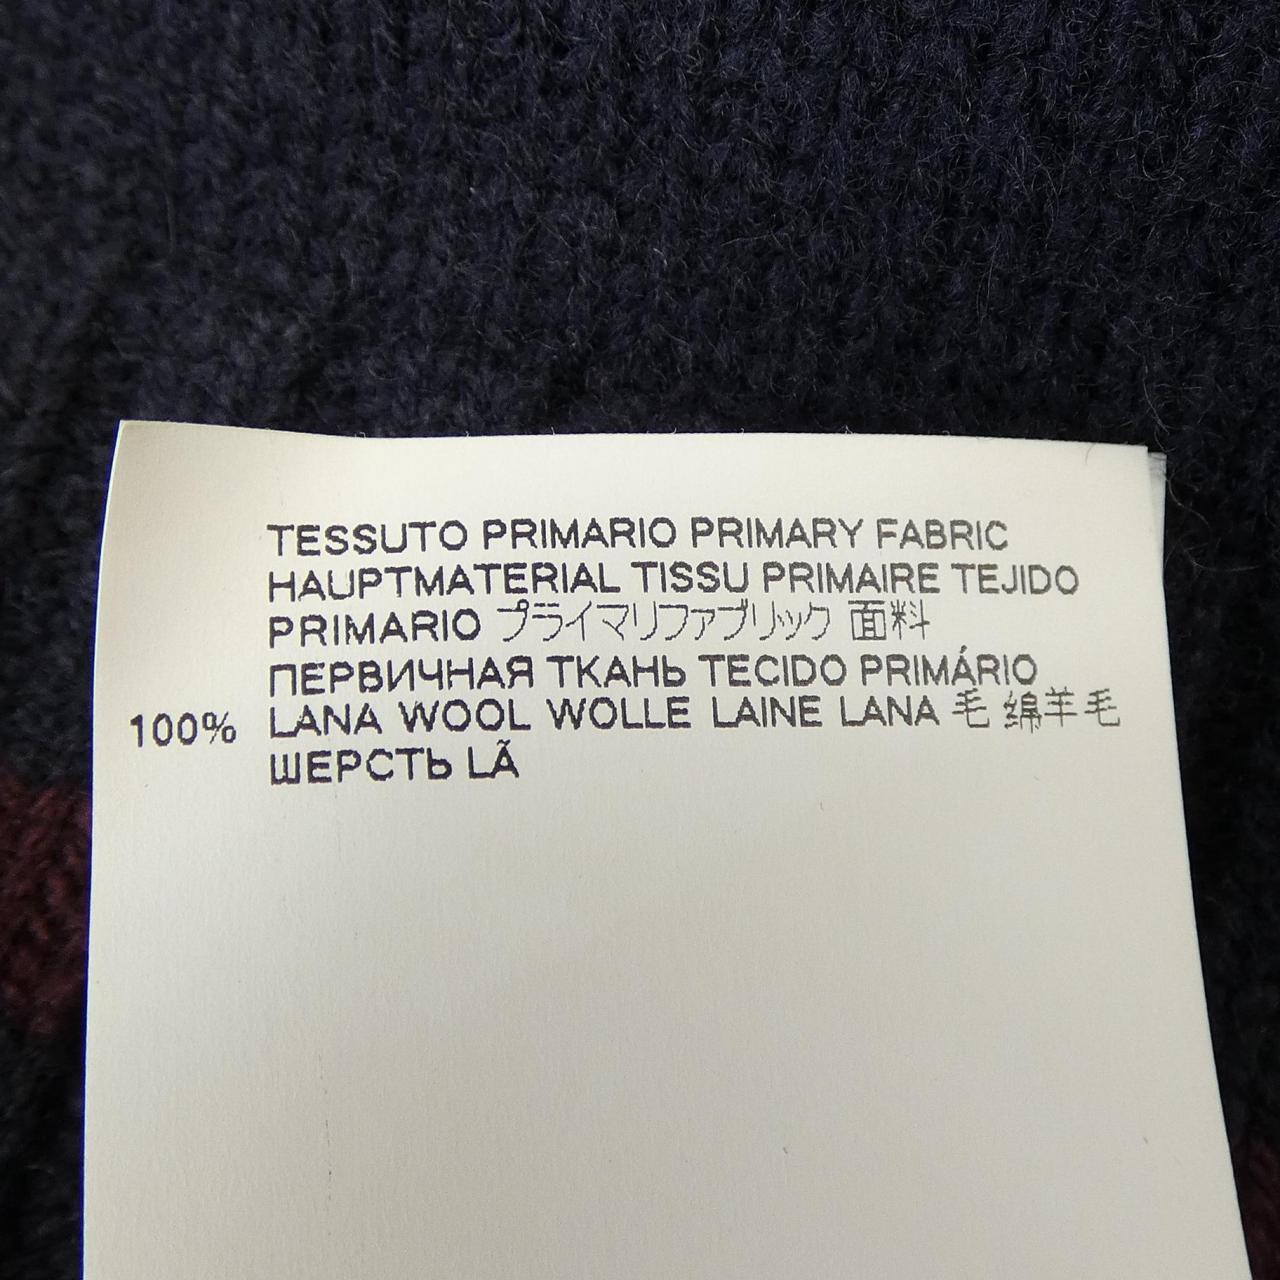 TESSUTO PRIMARIO PRIMARY FABRIC
HAUPTMATERIAL TISSU PRIMAIRE TEJIDO
PRIMARIO プライマリファブリック 面料
ПЕРВИЧНАЯ ТКАНЬ TECIDO PRIMÁRIO
100% LANA WOOL WOLLE LAINE LANA 毛 绵羊毛
ШЕРСТЬ LÃ